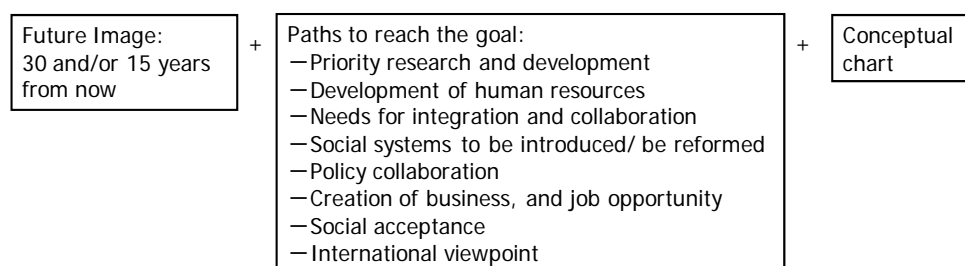 Future Image:
30 and/or 15 years
from now
+
Paths to reach the goal:
－Priority research and development
－Development of human resources
－Needs for integration and collaboration
－Social systems to be introduced/ be reformed
－Policy collaboration
－Creation of business, and job opportunity
－Social acceptance
－International viewpoint
+
Conceptual
chart